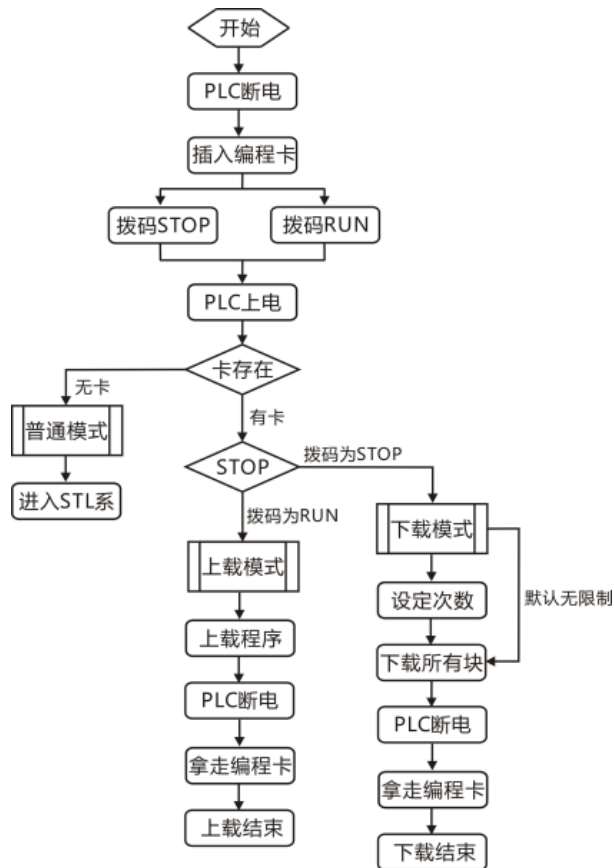 开始
PLC断电
插入编程卡
拨码STOP
拨码RUN
PLC上电
卡存在
无卡
有卡
普通模式
STOP
拨码为STOP
进入STL系
拨码为RUN
下载模式
上载模式
设定次数
默认无限制
上载程序
下载所有块
PLC断电
PLC断电
拿走编程卡
拿走编程卡
上载结束
下载结束